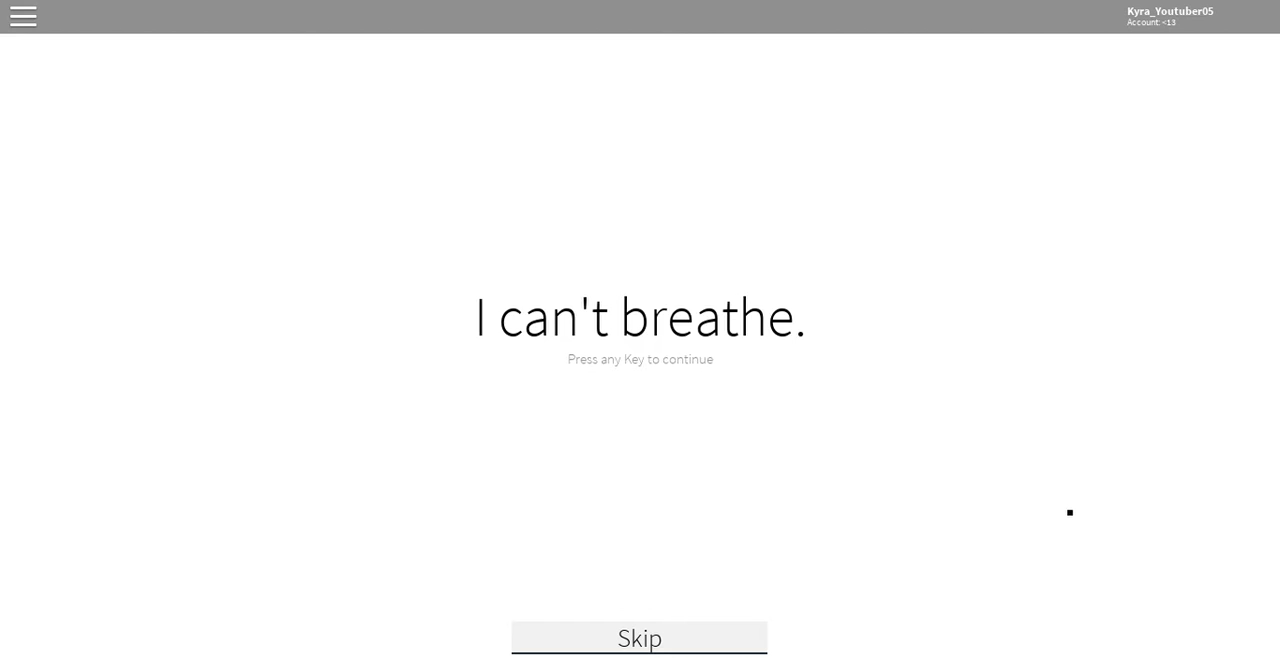 Kyra_Youtuber05
Account: <13
I can't breathe.
Press any Key to continue
Skip